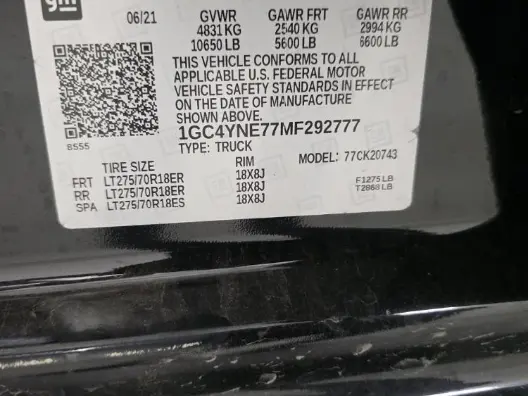 gm
06/21 GVWR GAWR FRT GAWR RR
4831 KG 2540 KG 2994 KG
10650 LB 5600 LB 6600 LB
THIS VEHICLE CONFORMS TO ALL
APPLICABLE U.S. FEDERAL MOTOR
VEHICLE SAFETY STANDARDS IN EFFECT
ON THE DATE OF MANUFACTURE
SHOWN ABOVE.
1GC4YNE77MF292777
8555
TYPE: TRUCK MODEL: 77CK20743
TIRE SIZE RIM
FRT LT275/70R18ER 18X8J F1275 LB
RR LT275/70R18ER 18X8J T2868 LB
SPA LT275/70R18ES 18X8J